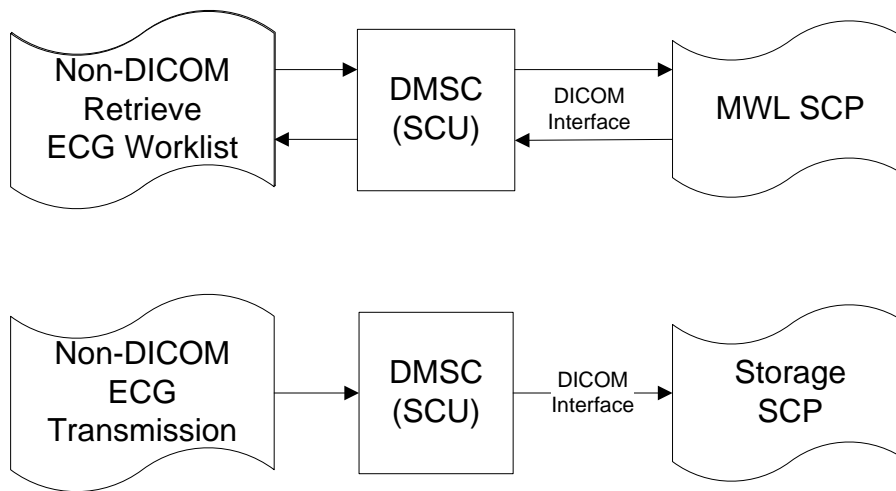 Non-DICOM
Retrieve
ECG Worklist
DMSC
(SCU)
DICOM
Interface
MWL SCP
Non-DICOM
ECG
Transmission
DMSC
(SCU)
DICOM
Interface
Storage
SCP